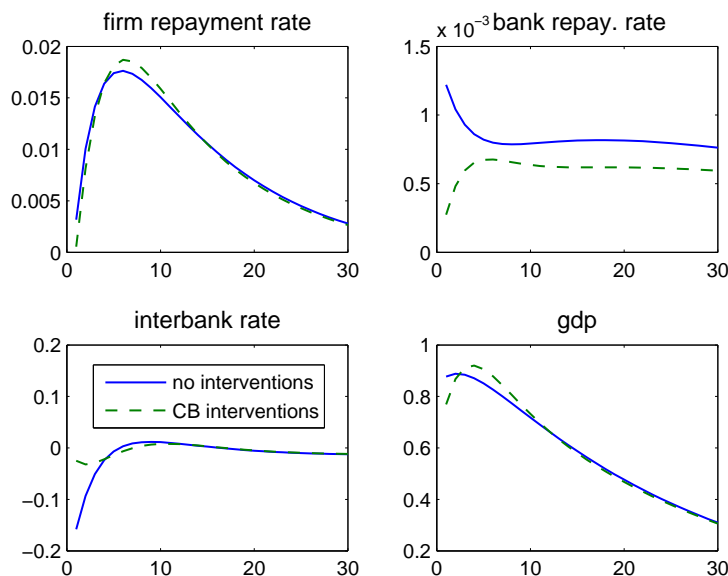 firm repayment rate
0.02
0.015
0.01
0.005
0
0 10 20 30
x 10⁻³ bank repay. rate
1.5
1
0.5
0
0 10 20 30
interbank rate
0.2
0.1
0
−0.1
−0.2
no interventions
CB interventions
0 10 20 30
gdp
1
0.8
0.6
0.4
0.2
0 10 20 30